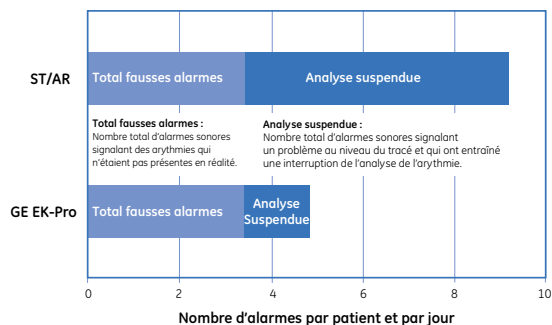 ST/AR
Total fausses alarmes
Analyse suspendue
Total fausses alarmes :
Nombre total d'alarmes sonores
signalant des arythmies qui
n'étaient pas présentes en réalité.
Analyse suspendue :
Nombre total d'alarmes sonores signalant
un problème au niveau du tracé et qui ont entraîné
une interruption de l'analyse de l'arythmie.
GE EK-Pro
Total fausses alarmes
Analyse
Suspendue
0 2 4 6 8 10
Nombre d'alarmes par patient et par jour